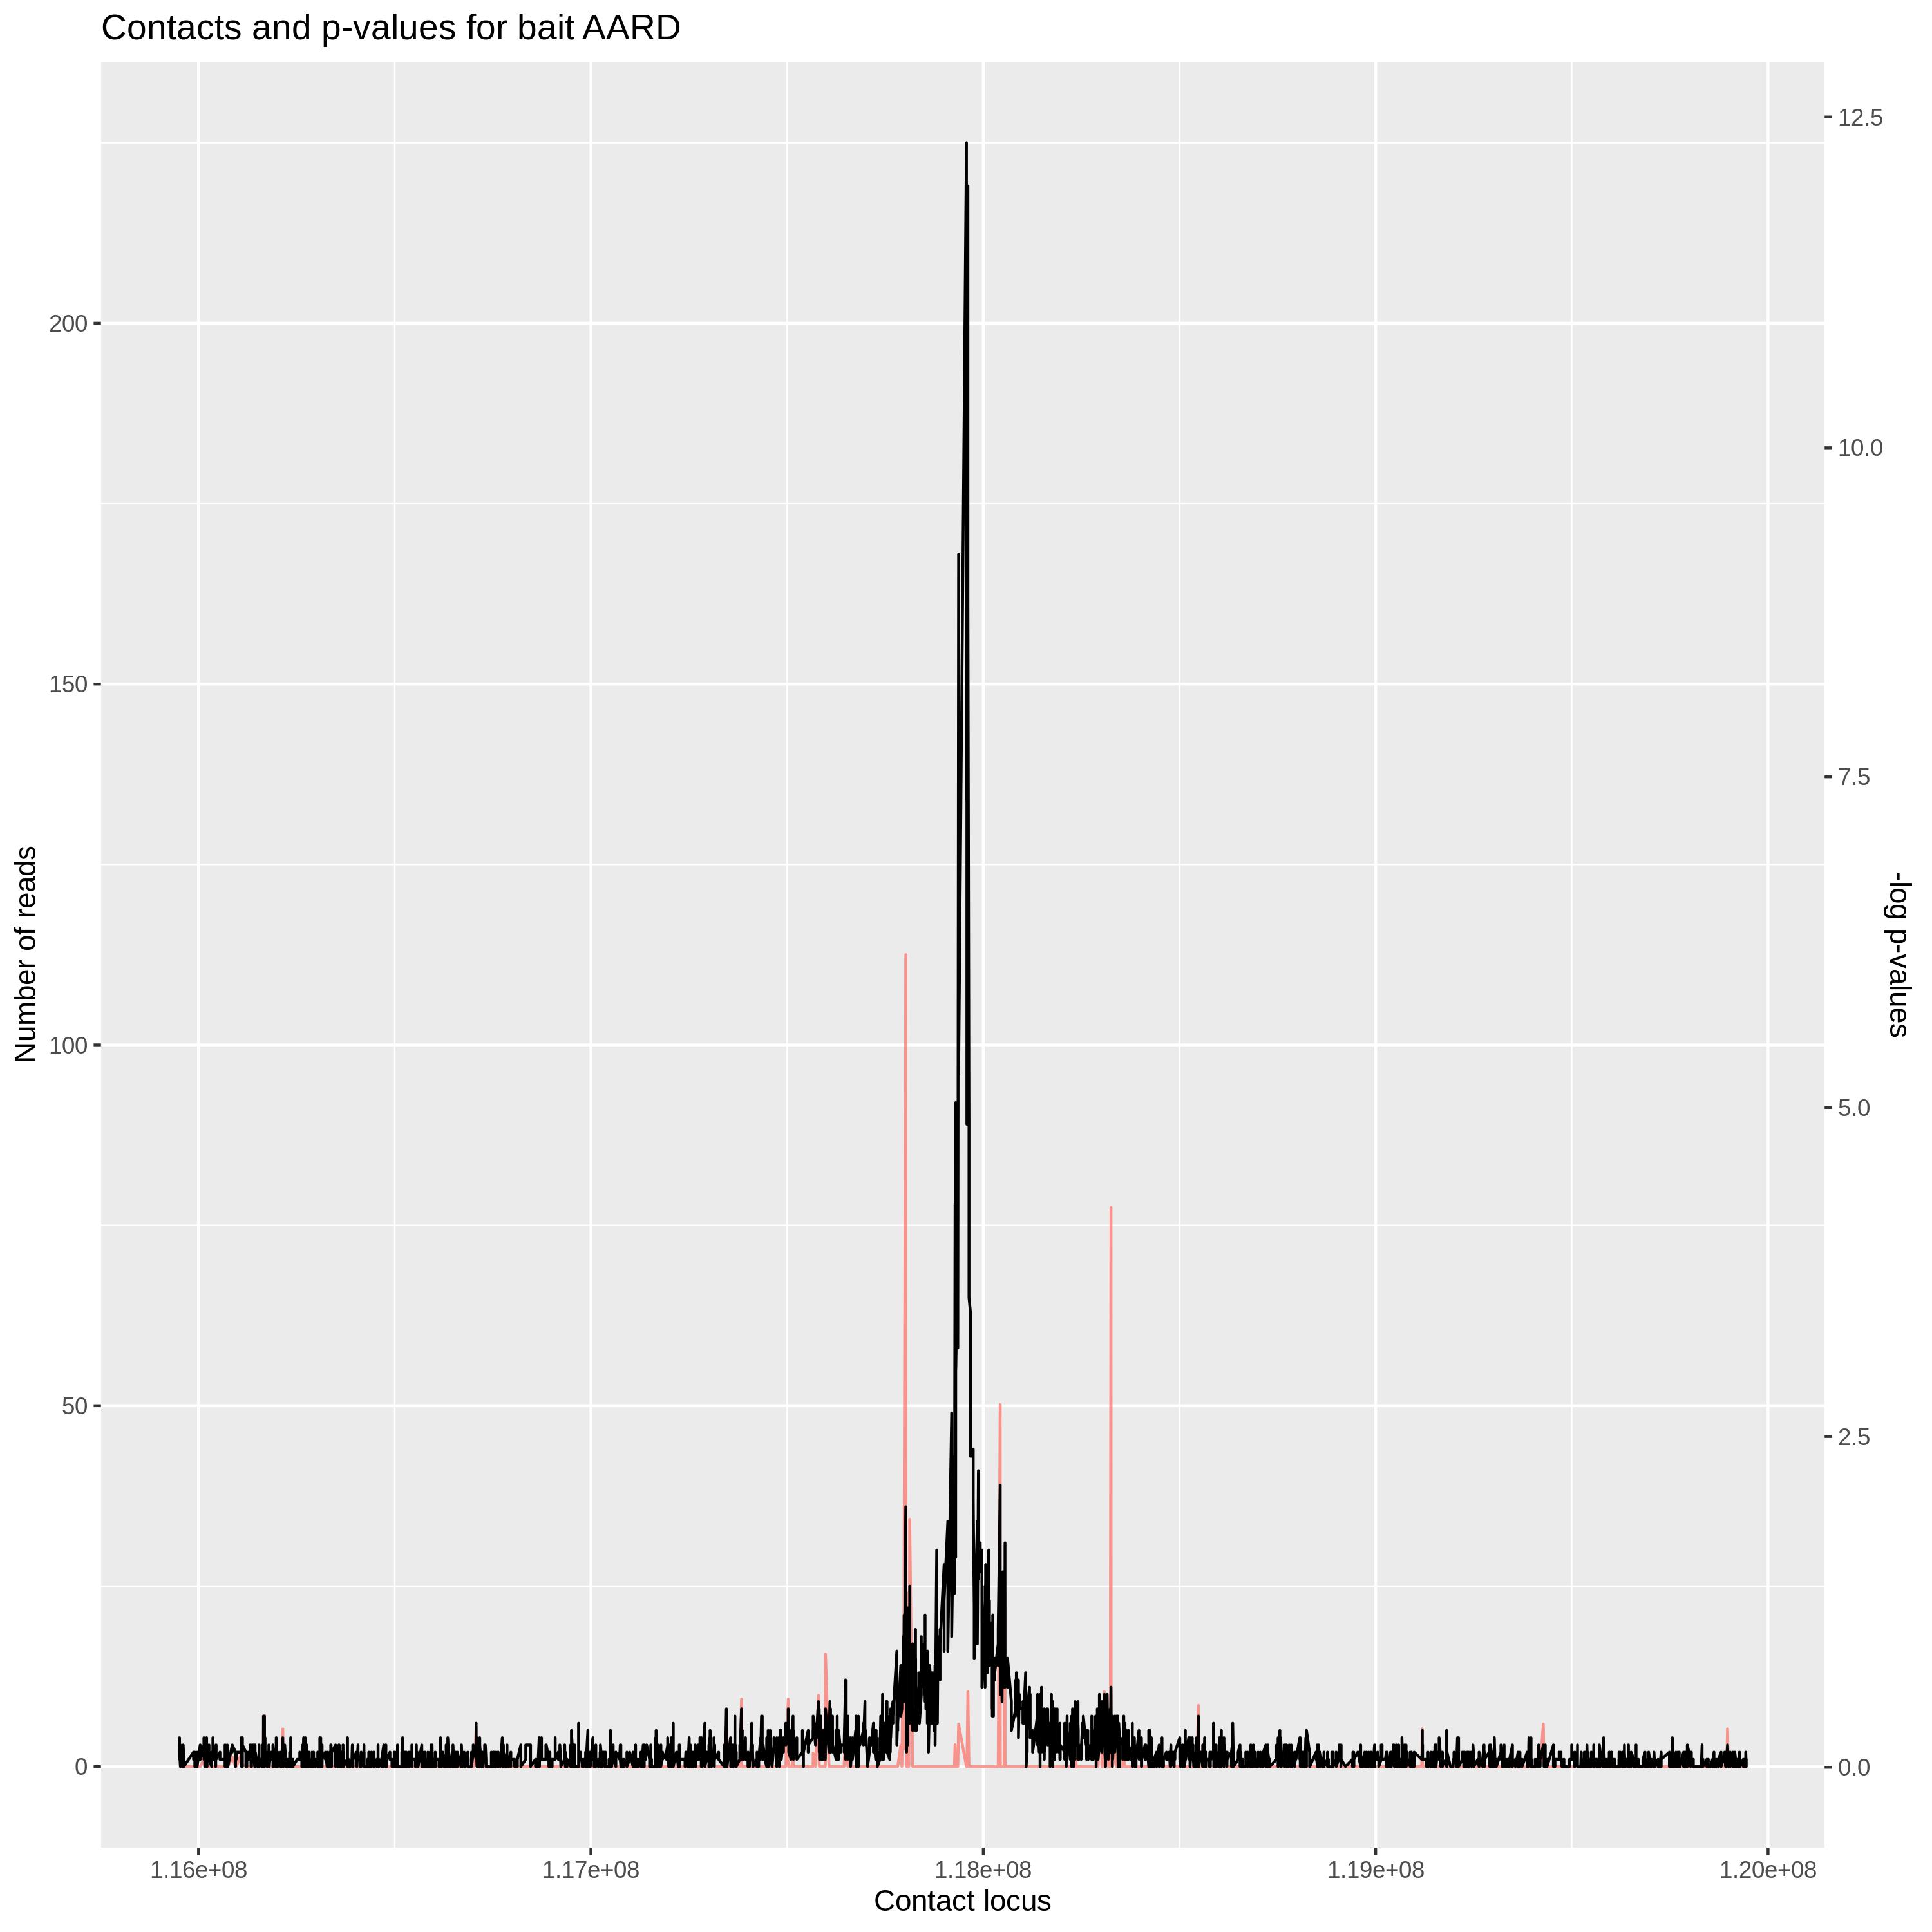 Contacts and p-values for bait AARD
12.5
200
10.0
150
7.5
Number of reads
-log p-values
100
5.0
50
2.5
0
0.0
1.16e+08
1.17e+08
1.18e+08
1.19e+08
1.20e+08
Contact locus